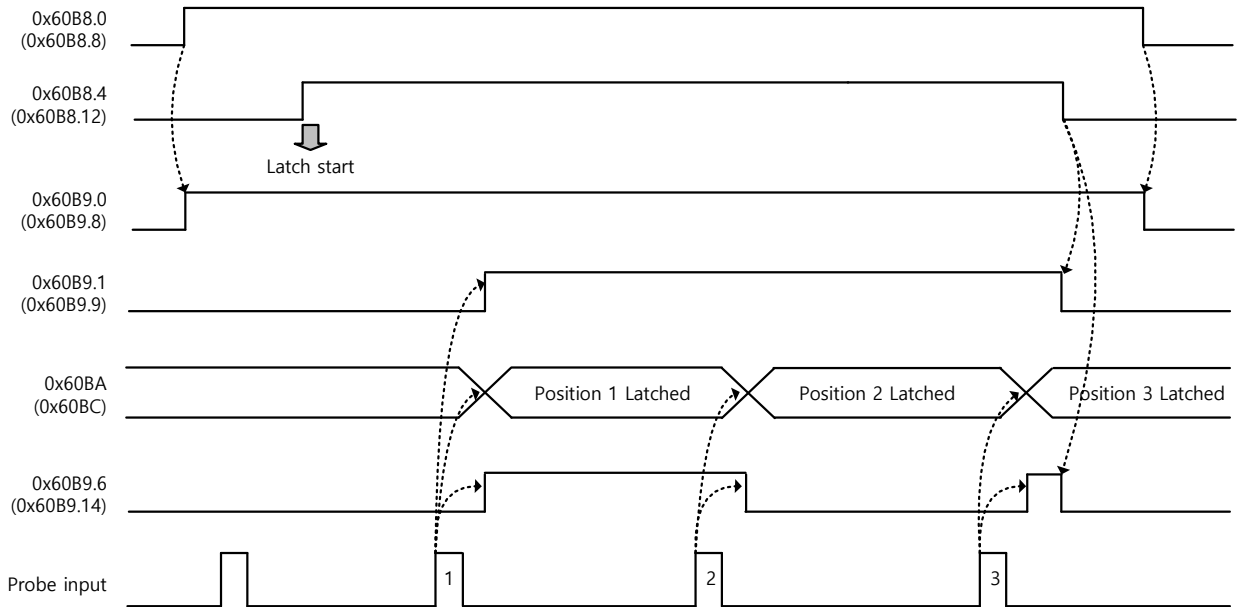 0x60B8.0
(0x60B8.8)
0x60B8.4
(0x60B8.12)
Latch start
0x60B9.0
(0x60B9.8)
0x60B9.1
(0x60B9.9)
0x60BA
(0x60BC)
Position 1 Latched
Position 2 Latched
Position 3 Latched
0x60B9.6
(0x60B9.14)
Probe input
1
2
3